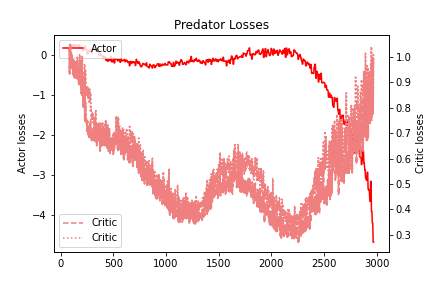 Predator Losses
Actor
Critic
Critic
Actor losses
Critic losses
0
−1
−2
−3
−4
1.0
0.9
0.8
0.7
0.6
0.5
0.4
0.3
0 500 1000 1500 2000 2500 3000